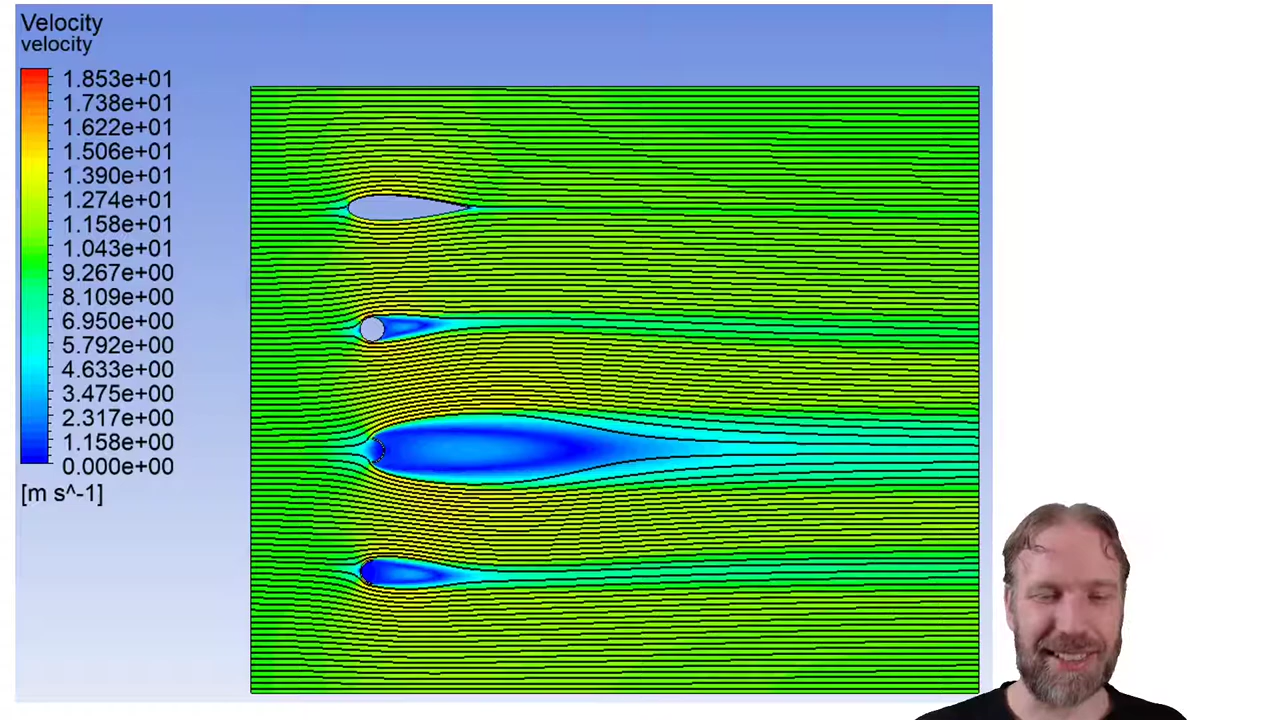 Velocity
velocity
1.853e+01
1.738e+01
1.622e+01
1.506e+01
1.390e+01
1.274e+01
1.158e+01
1.043e+01
9.267e+00
8.109e+00
6.950e+00
5.792e+00
4.633e+00
3.475e+00
2.317e+00
1.158e+00
0.000e+00
[m s^-1]